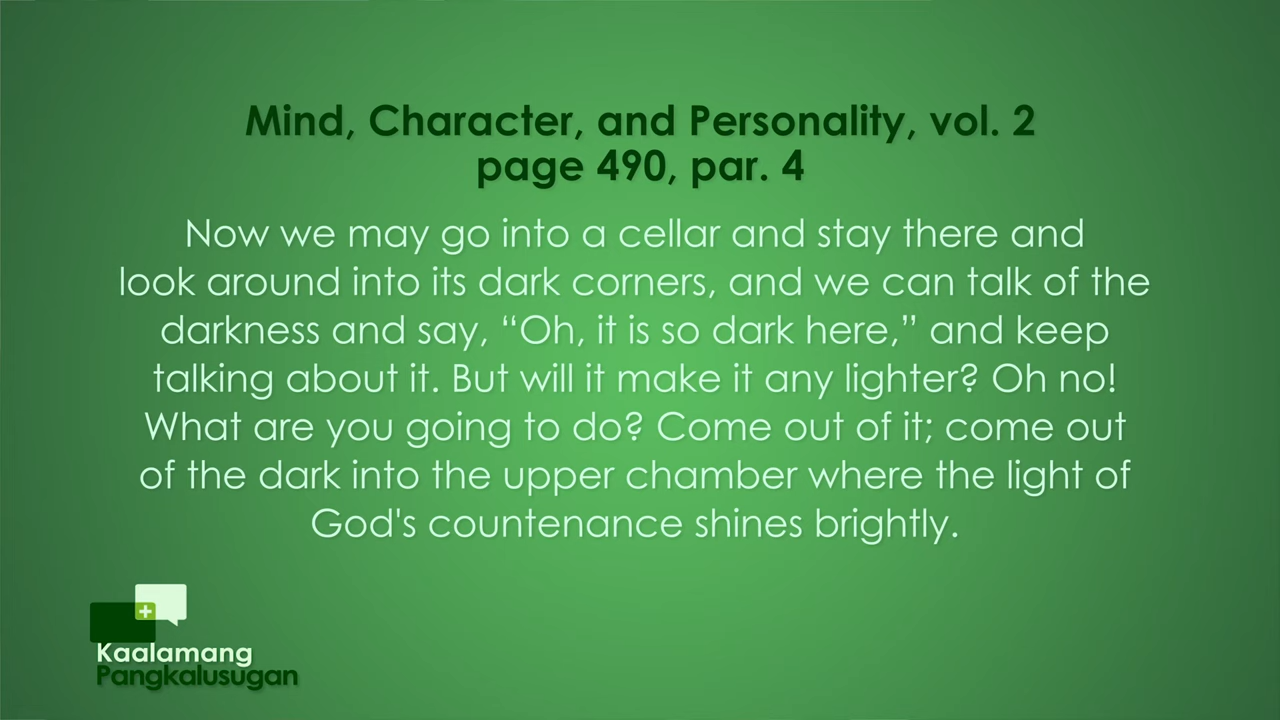 Mind, Character, and Personality, vol. 2
page 490, par. 4
Now we may go into a cellar and stay there and
look around into its dark corners, and we can talk of the
darkness and say, “Oh, it is so dark here,” and keep
talking about it. But will it make it any lighter? Oh no!
What are you going to do? Come out of it; come out
of the dark into the upper chamber where the light of
God's countenance shines brightly.
Kaalamang
Pangkalusugan